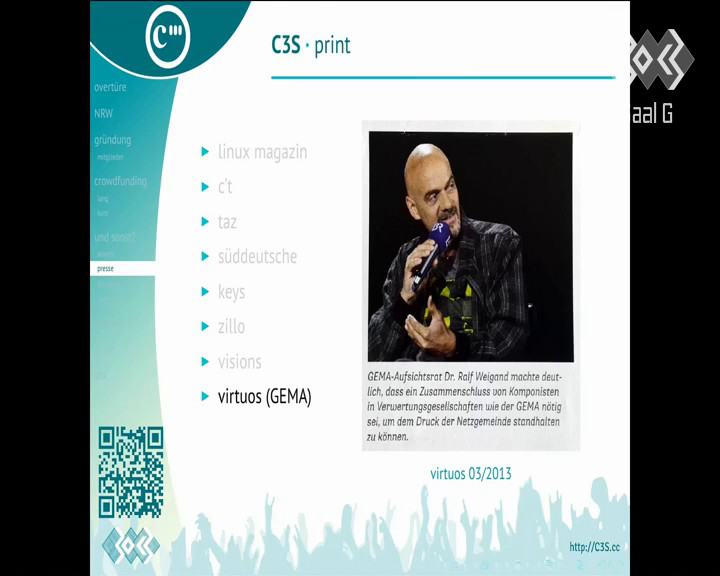 C'''
C3S · print
overtüre
NRW
gründung
mitglieder
crowdfunding
lang
kurz
und sonst?
presse
aal G
linux magazin
c't
taz
süddeutsche
keys
zillo
visions
virtuos (GEMA)
GEMA-Aufsichtsrat Dr. Ralf Weigand machte deut-
lich, dass ein Zusammenschluss von Komponisten
in Verwertungsgesellschaften wie der GEMA nötig
sei, um dem Druck der Netzgemeinde standhalten
zu können.
virtuos 03/2013
http://C3S.cc